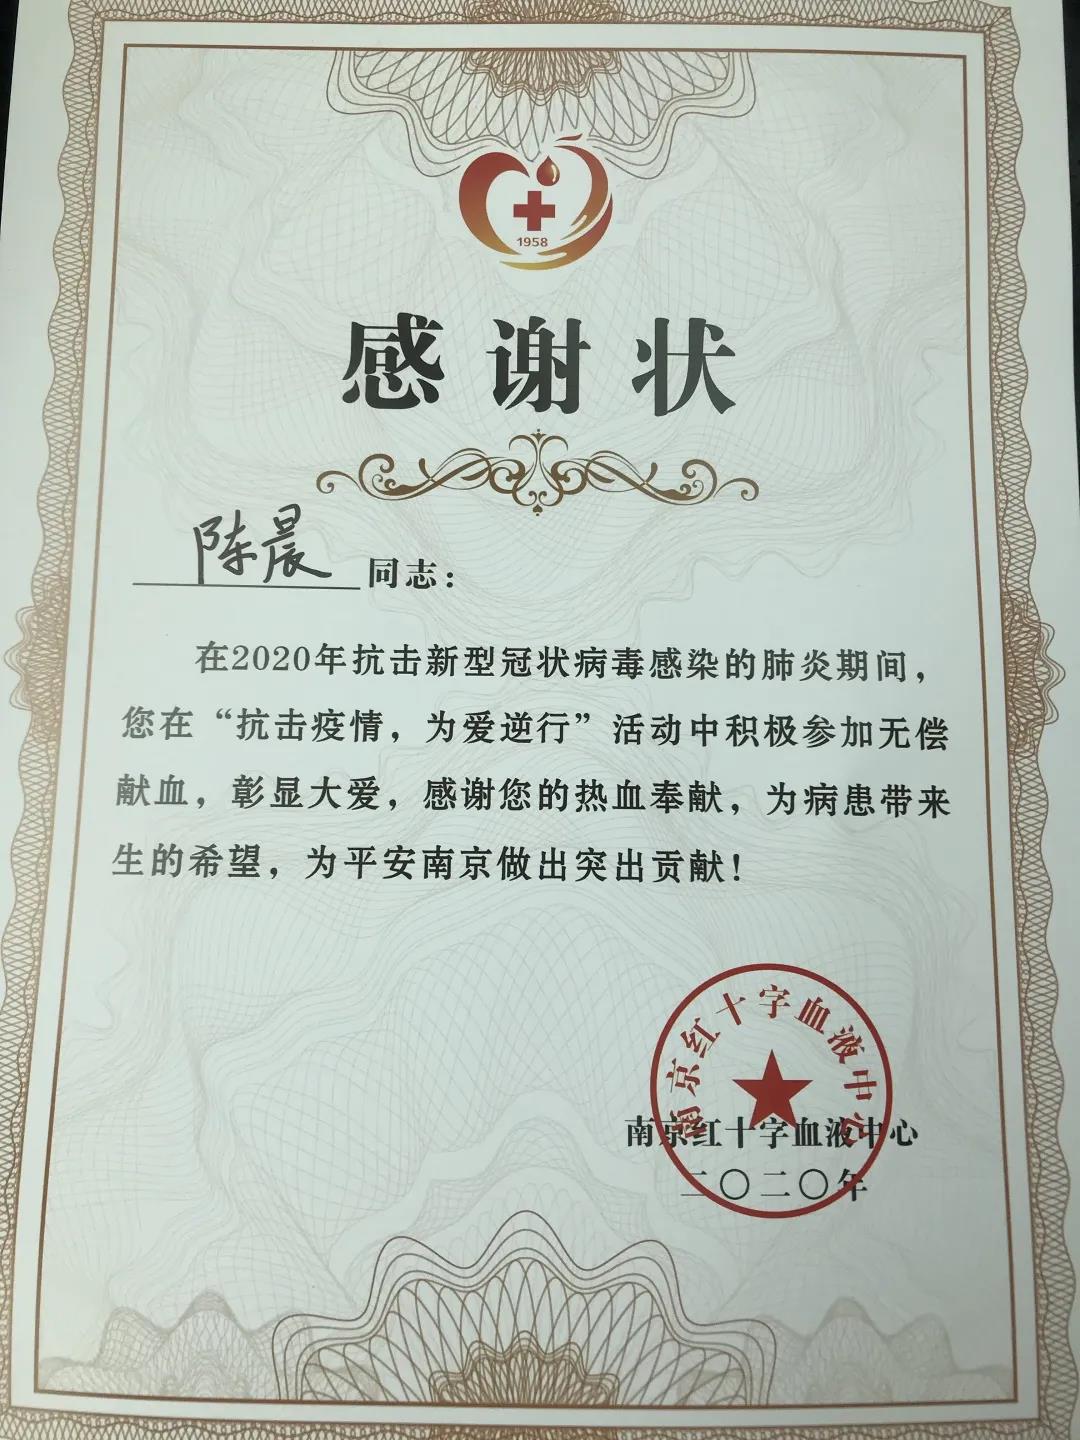 1958
感谢状
陈晨同志：
在2020年抗击新型冠状病毒感染的肺炎期间，
您在“抗击疫情，为爱逆行”活动中积极参加无偿
献血，彰显大爱，感谢您的热血奉献，为病患带来
生的希望，为平安南京做出突出贡献！
南京红十字血液中心
南京红十字血液中心
二〇二〇年